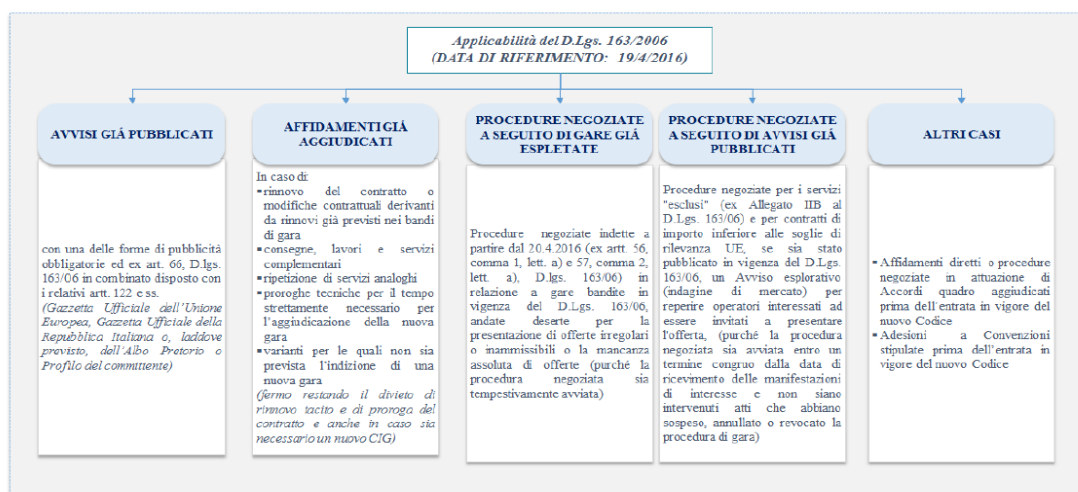 Applicabilità del D.Lgs. 163/2006
(DATA DI RIFERIMENTO: 19/4/2016)
AVVISI GIÁ PUBBLICATI
con una delle forme di pubblicità
obbligatorie ed ex art. 66, D.lgs.
163/06 in combinato disposto con
i relativi artt. 122 e ss.
(Gazzetta Ufficiale dell'Unione
Europea, Gazzetta Ufficiale della
Repubblica Italiana o, laddove
previsto, dell'Albo Pretorio o
Profilo del committente)
AFFIDAMENTI GIÁ
AGGIUDICATI
In caso di:
▪rinnovo del contratto o
modifiche contrattuali derivanti
da rinnovi già previsti nei bandi
di gara
▪consegne, lavori e servizi
complementari
▪ripetizione di servizi analoghi
▪proroghe tecniche per il tempo
strettamente necessario per
l'aggiudicazione della nuova
gara
▪varianti per le quali non sia
prevista l'indizione di una
nuova gara
(fermo restando il divieto di
rinnovo tacito e di proroga del
contratto e anche in caso sia
necessario un nuovo CIG)
PROCEDURE NEGOZIATE
A SEGUITO DI GARE GIÁ
ESPLETATE
Procedure negoziate indette a
partire dal 20.4.2016 (ex artt. 56,
comma 1, lett. a) e 57, comma 2,
lett. a), D.lgs. 163/06) in
relazione a gare bandite in
vigenza del D.Lgs. 163/06,
andate deserte per la
presentazione di offerte irregolari
o inammissibili o la mancanza
assoluta di offerte (purché la
procedura negoziata sia
tempestivamente avviata)
PROCEDURE NEGOZIATE
A SEGUITO DI AVVISI GIÁ
PUBBLICATI
Procedure negoziate per i servizi
"esclusi" (ex Allegato IIB al
D.Lgs. 163/06) e per contratti di
importo inferiore alle soglie di
rilevanza UE, se sia stato
pubblicato in vigenza del D.Lgs.
163/06, un Avviso esplorativo
(indagine di mercato) per
reperire operatori interessati ad
essere invitati a presentare
l'offerta, (purché la procedura
negoziata sia avviata entro un
termine congruo dalla data di
ricevimento delle manifestazioni
di interesse e non siano
intervenuti atti che abbiano
sospeso, annullato o revocato la
procedura di gara)
ALTRI CASI
▪Affidamenti diretti o procedure
negoziate in attuazione di
Accordi quadro aggiudicati
prima dell'entrata in vigore del
nuovo Codice
▪Adesioni a Convenzioni
stipulate prima dell'entrata in
vigore del nuovo Codice